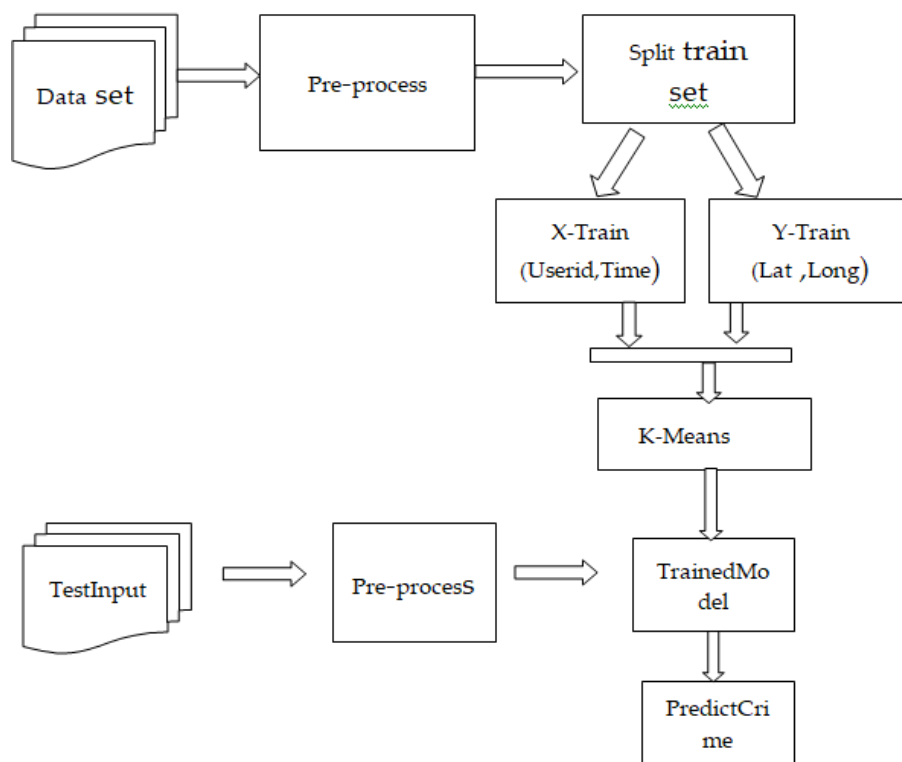 Data set
Pre-process
Split train
set
X-Train
(Userid,Time)
Y-Train
(Lat ,Long)
K-Means
TestInput
Pre-procesS
TrainedMo
del
PredictCri
me